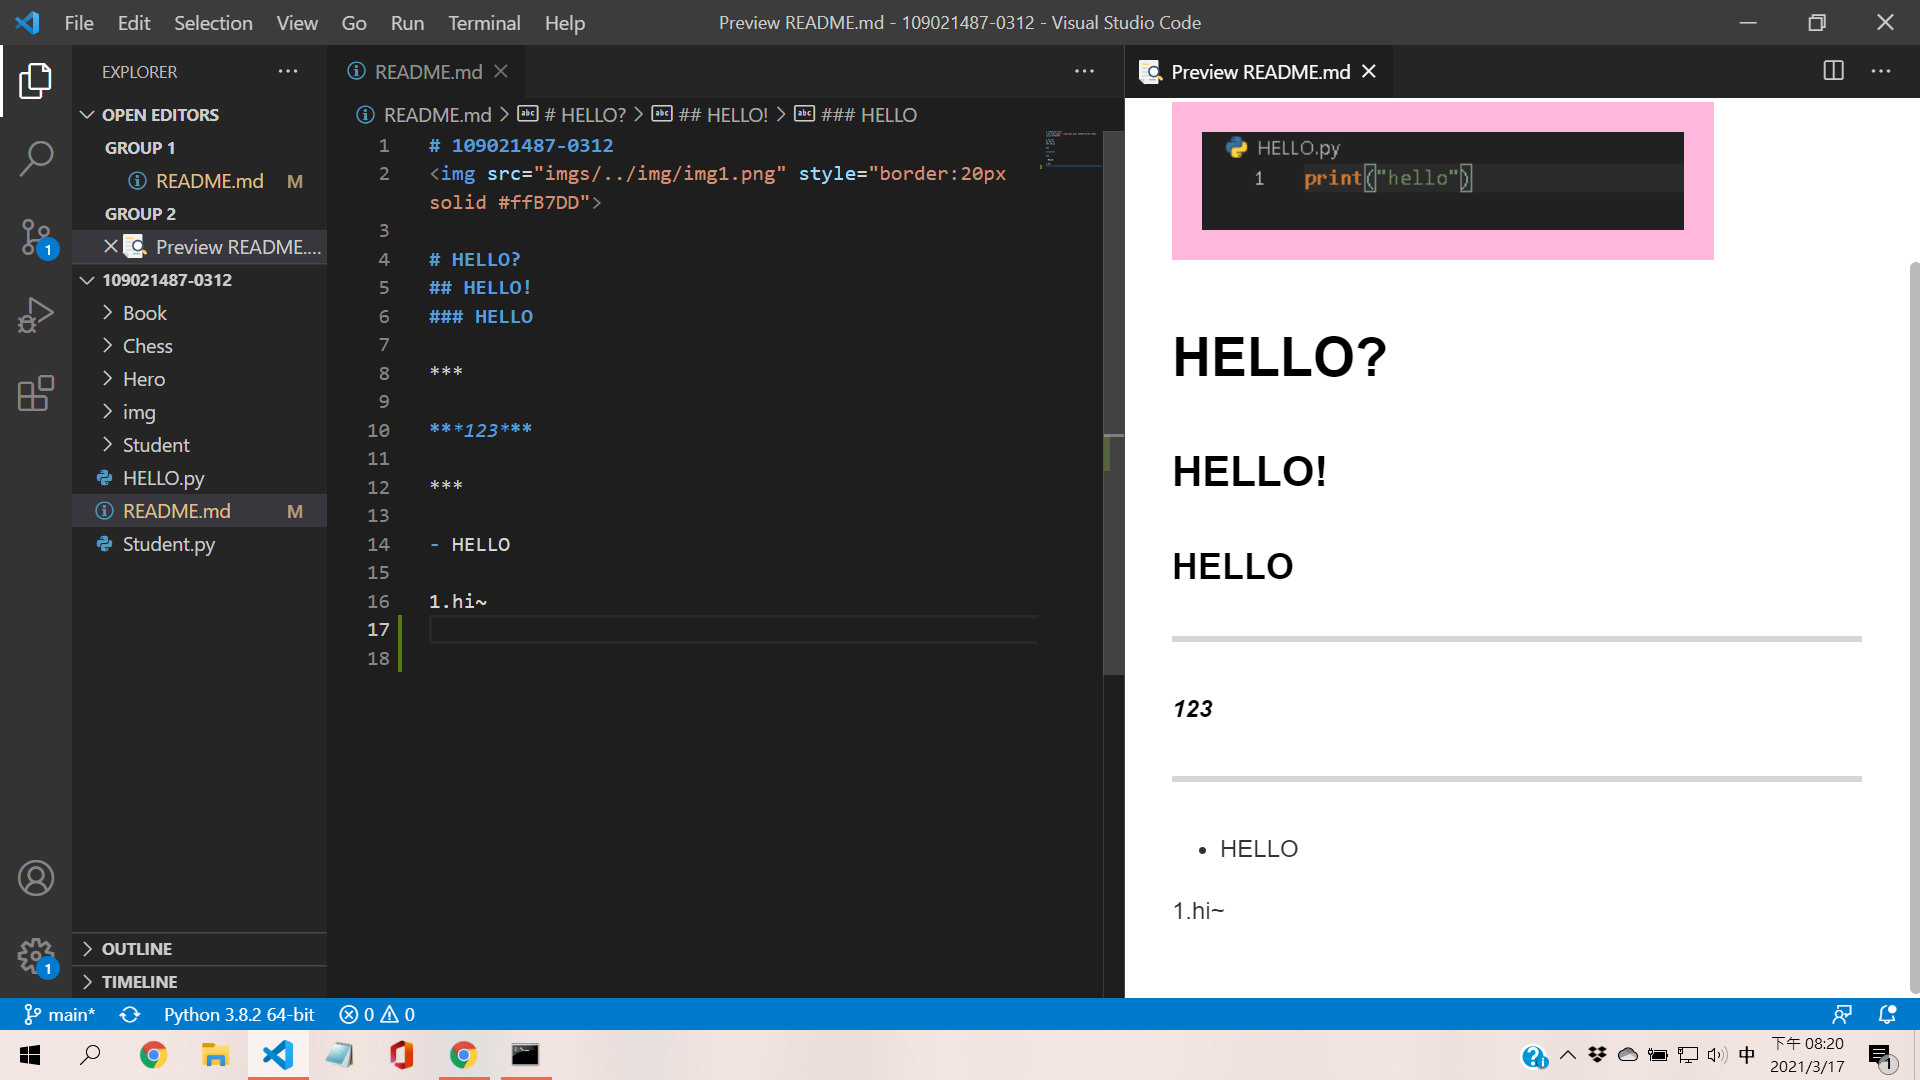 File Edit Selection View Go Run Terminal Help
Preview README.md - 109021487-0312 - Visual Studio Code
EXPLORER
OPEN EDITORS
GROUP 1
README.md M
GROUP 2
Preview README....
109021487-0312
Book
Chess
Hero
img
Student
HELLO.py
README.md M
Student.py
OUTLINE
TIMELINE
1
1
README.md
README.md > # HELLO? > ## HELLO! > ### HELLO
1 # 109021487-0312
2 <img src="imgs/../img/img1.png" style="border:20px
solid #ffB7DD">
3
4 # HELLO?
5 ## HELLO!
6 ### HELLO
7
8 ***
9
10 ***123***
11
12 ***
13
14 - HELLO
15
16 1.hi~
17
18
Preview README.md
HELLO.py
1 print("hello")
HELLO?
HELLO!
HELLO
123
• HELLO
1.hi~
main* Python 3.8.2 64-bit 0 0
中
下午 08:20
2021/3/17
1